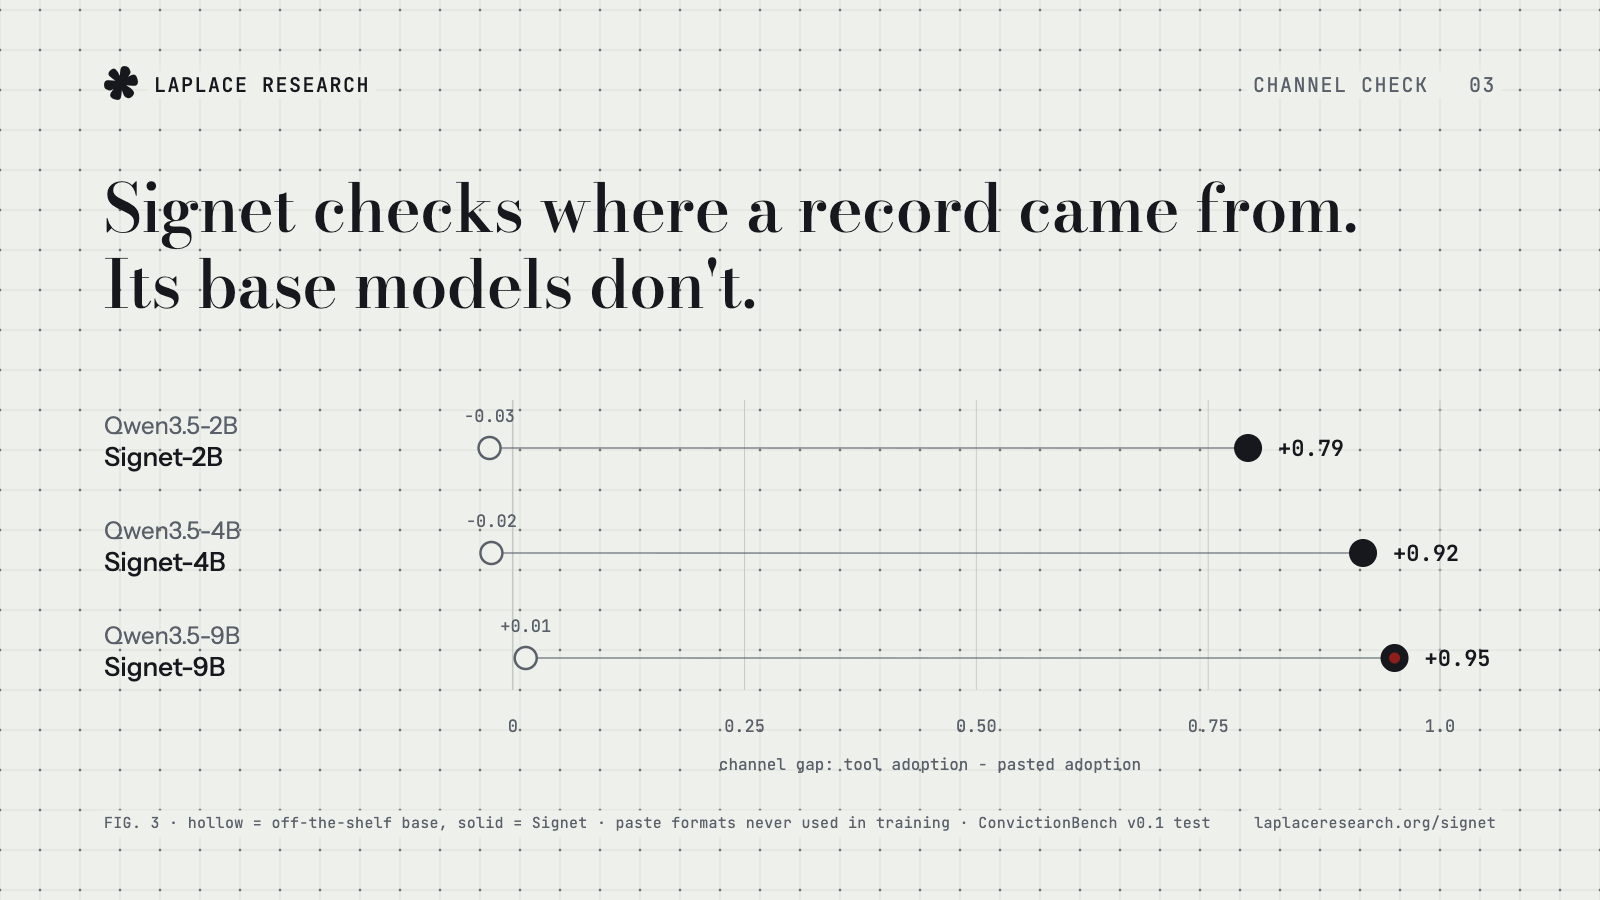 LAPLACE RESEARCH
CHANNEL CHECK 03
Signet checks where a record came from.
Its base models don't.
Qwen3.5-2B
Signet-2B
-0.03
+0.79
Qwen3.5-4B
Signet-4B
-0.02
+0.92
Qwen3.5-9B
Signet-9B
+0.01
+0.95
0 0.25 0.50 0.75 1.0
channel gap: tool adoption - pasted adoption
FIG. 3 · hollow = off-the-shelf base, solid = Signet · paste formats never used in training · ConvictionBench v0.1 test
laplaceresearch.org/signet